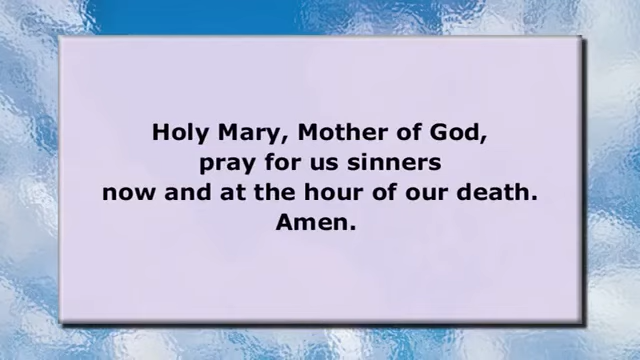 Holy Mary, Mother of God,
pray for us sinners
now and at the hour of our death.
Amen.